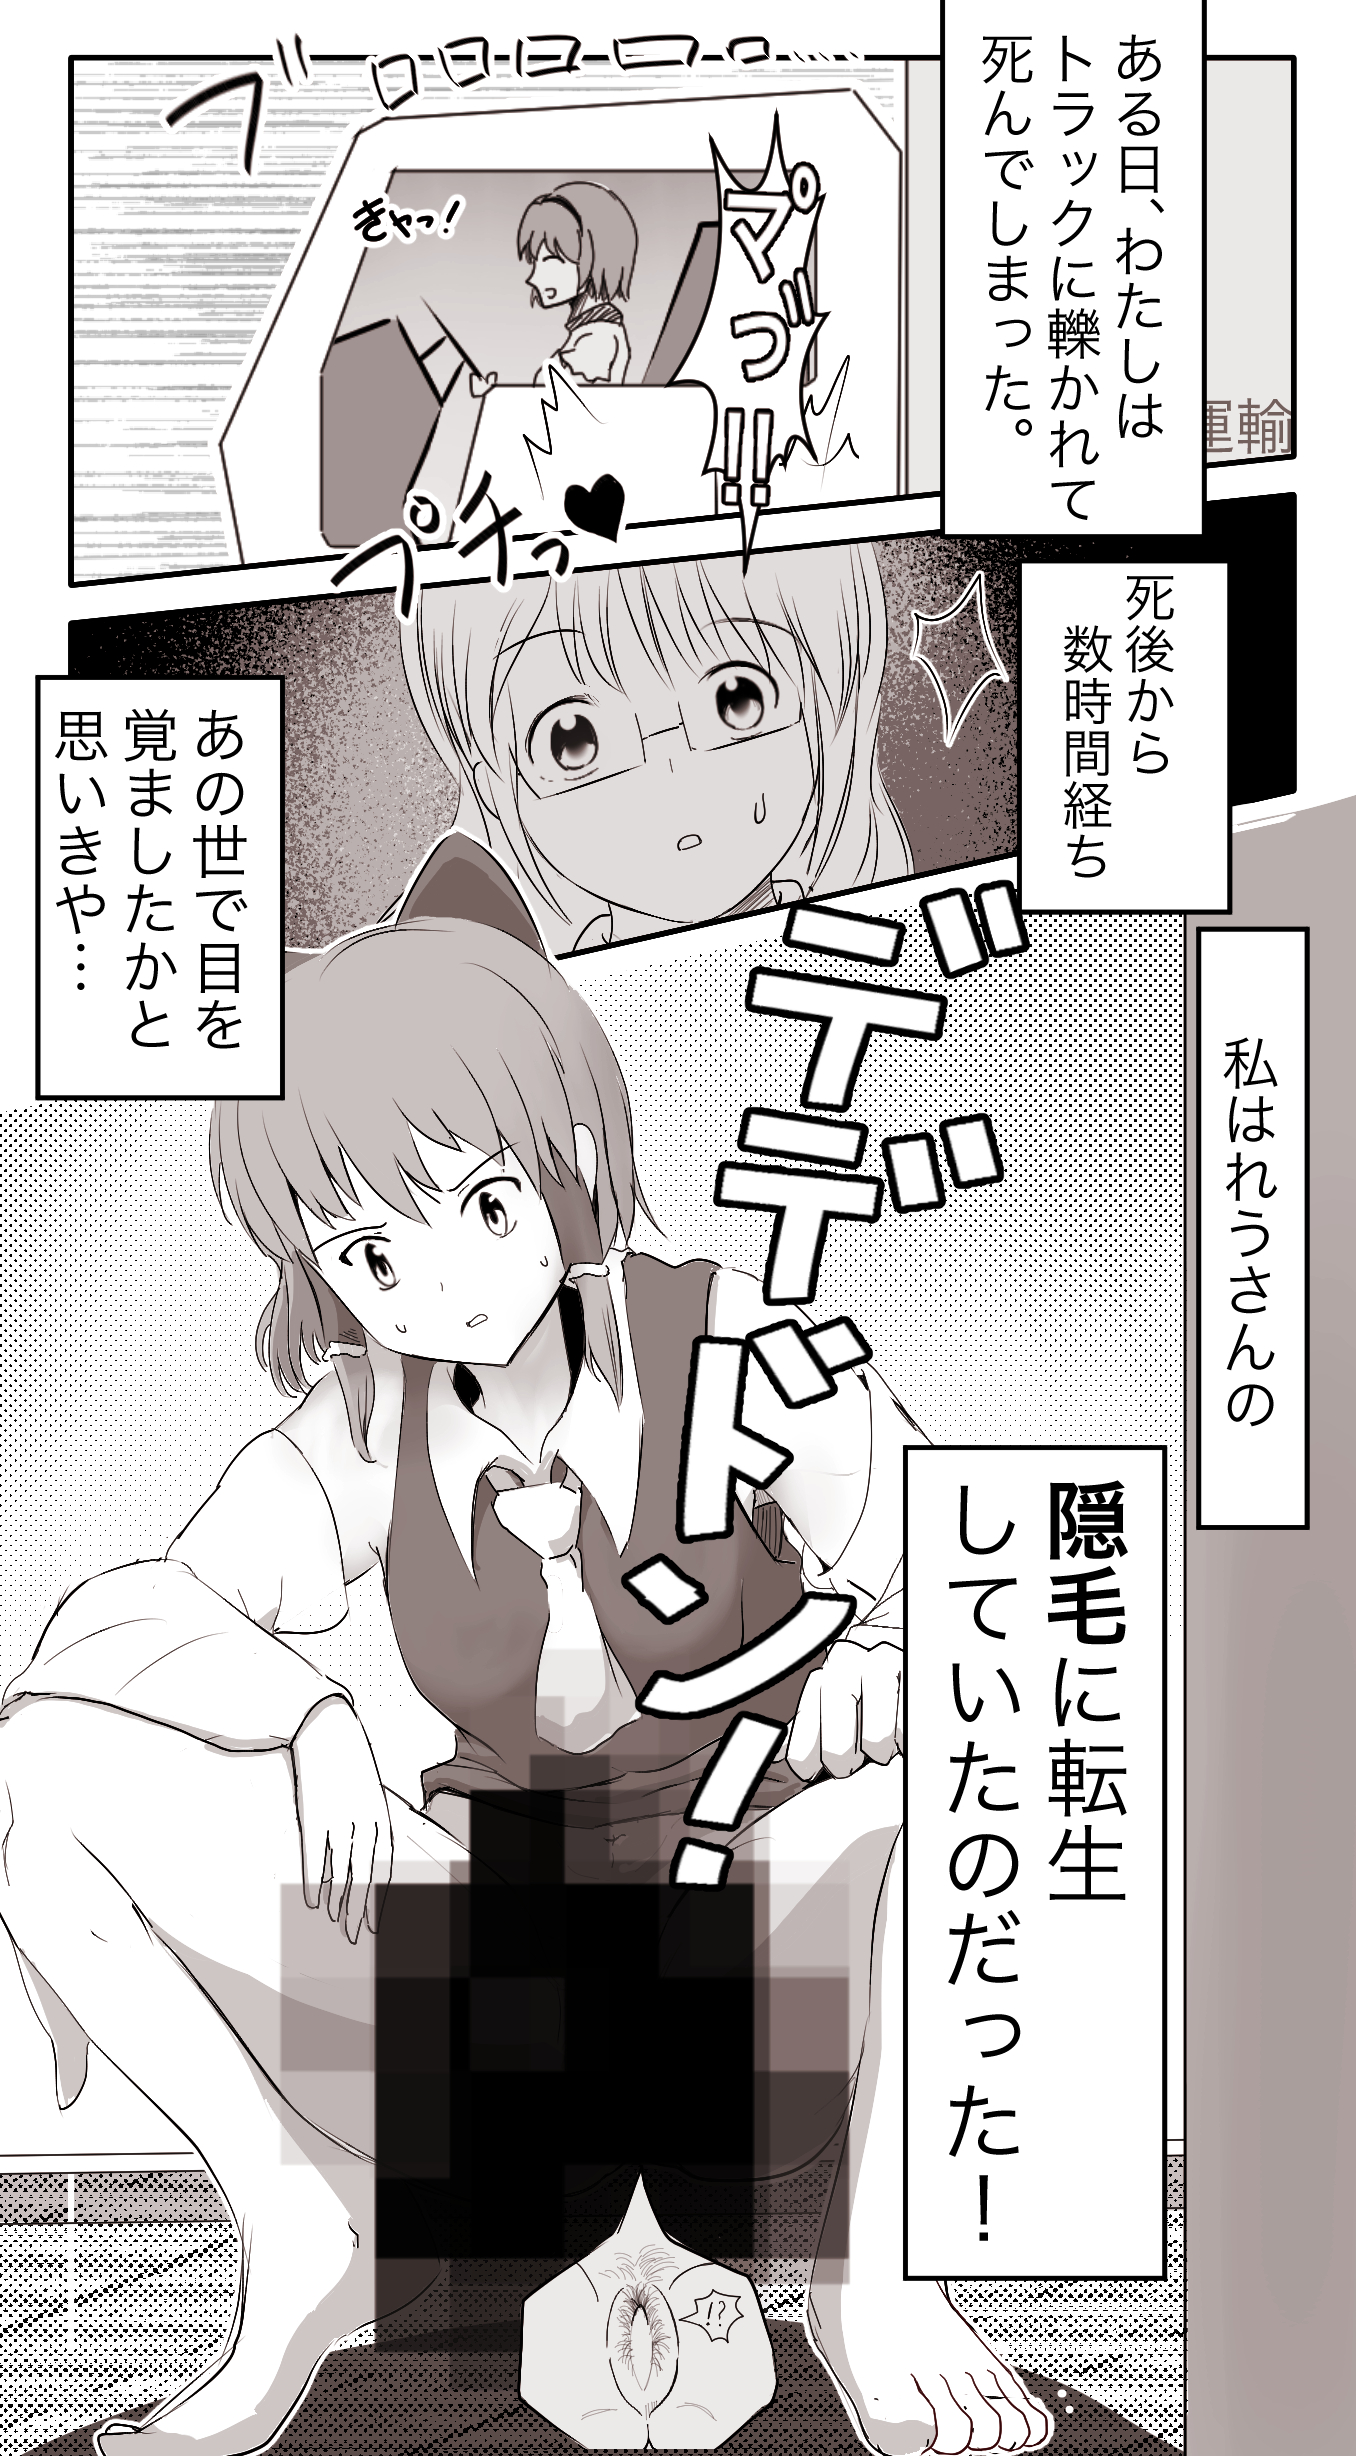 ある日、わたしは
トラックに轢かれて
死んでしまった。
運輸
ブロロロロロ……
きャっ！
マ゜づ!!
プチっ♥
死後から
数時間経ち
あの世で目を
覚ましたかと
思いきや…
私はれうさんの
隠毛に転生
していたのだった！
デデドン！
!?